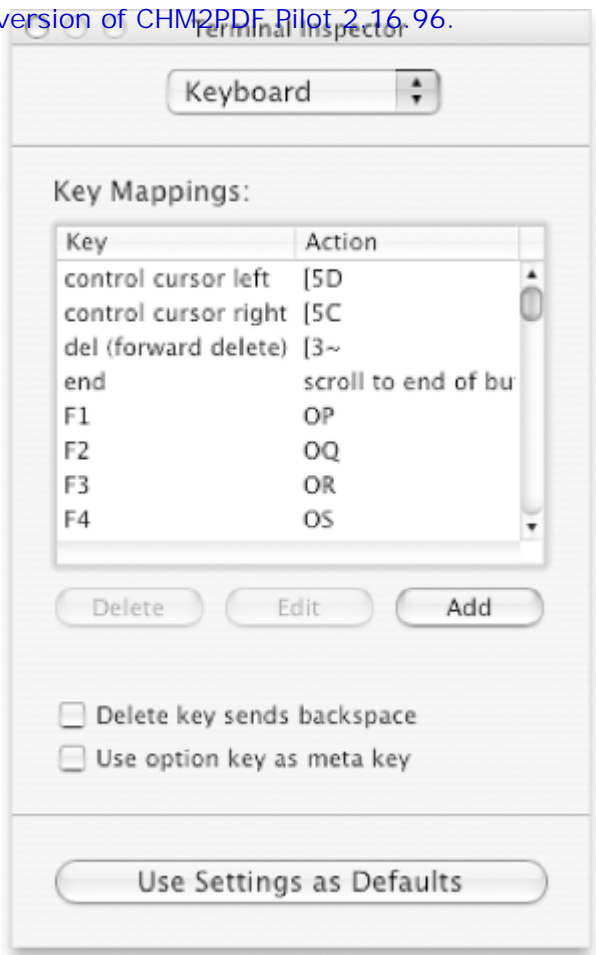 version of CHM2PDF Pilot 2.16.96.
Terminal Inspector
Keyboard
Key Mappings:
Key Action
control cursor left [5D
control cursor right [5C
del (forward delete) [3~
end scroll to end of bu
F1 OP
F2 OQ
F3 OR
F4 OS
Delete Edit Add
Delete key sends backspace
Use option key as meta key
Use Settings as Defaults